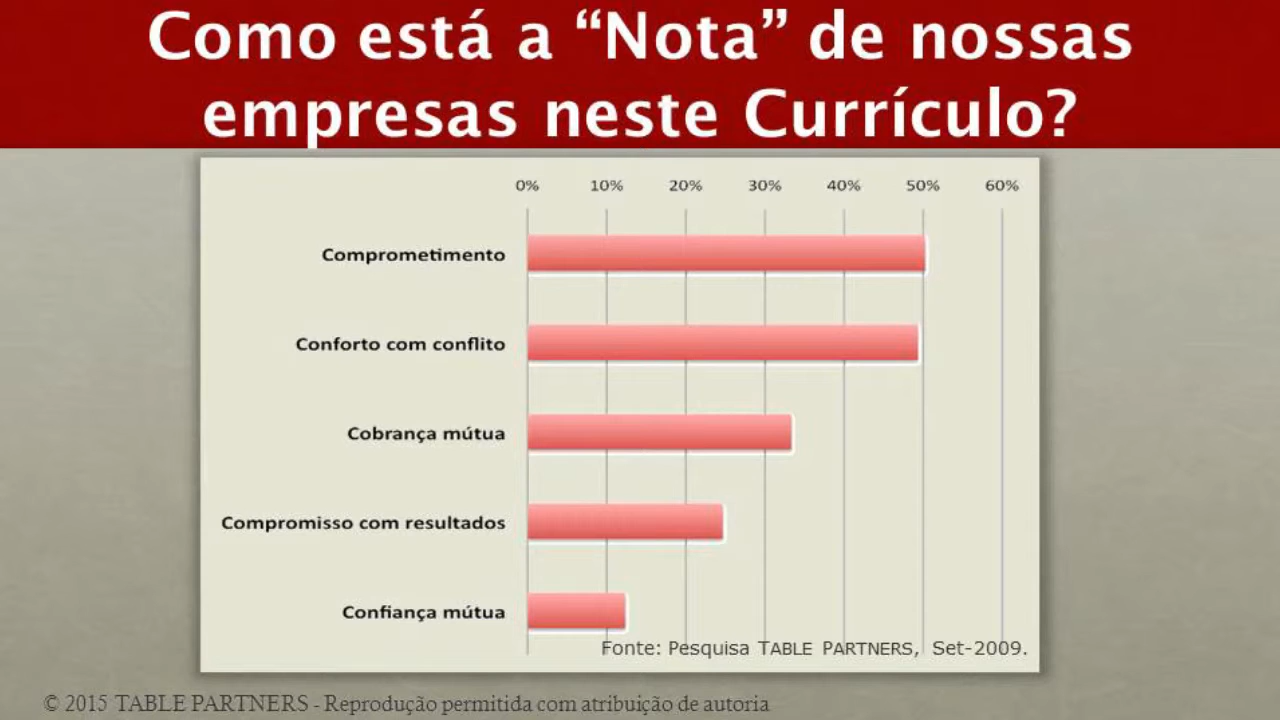 Como está a “Nota” de nossas
empresas neste Currículo?
0% 10% 20% 30% 40% 50% 60%
Comprometimento
Conforto com conflito
Cobrança mútua
Compromisso com resultados
Confiança mútua
Fonte: Pesquisa TABLE PARTNERS, Set-2009.
© 2015 TABLE PARTNERS - Reprodução permitida com atribuição de autoria